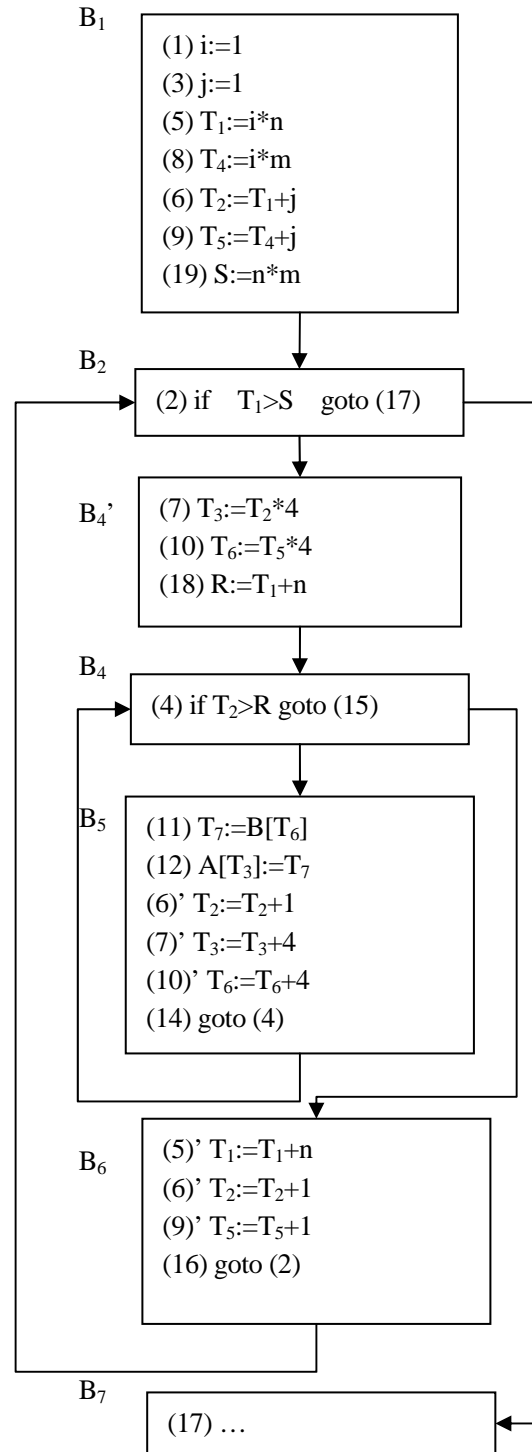 B₁
(1) i:=1
(3) j:=1
(5) T₁:=i*n
(8) T₄:=i*m
(6) T₂:=T₁+j
(9) T₅:=T₄+j
(19) S:=n*m
B₂
(2) if T₁>S goto (17)
B₄’
(7) T₃:=T₂*4
(10) T₆:=T₅*4
(18) R:=T₁+n
B₄
(4) if T₂>R goto (15)
B₅
(11) T₇:=B[T₆]
(12) A[T₃]:=T₇
(6)’ T₂:=T₂+1
(7)’ T₃:=T₃+4
(10)’ T₆:=T₆+4
(14) goto (4)
B₆
(5)’ T₁:=T₁+n
(6)’ T₂:=T₂+1
(9)’ T₅:=T₅+1
(16) goto (2)
B₇
(17) …